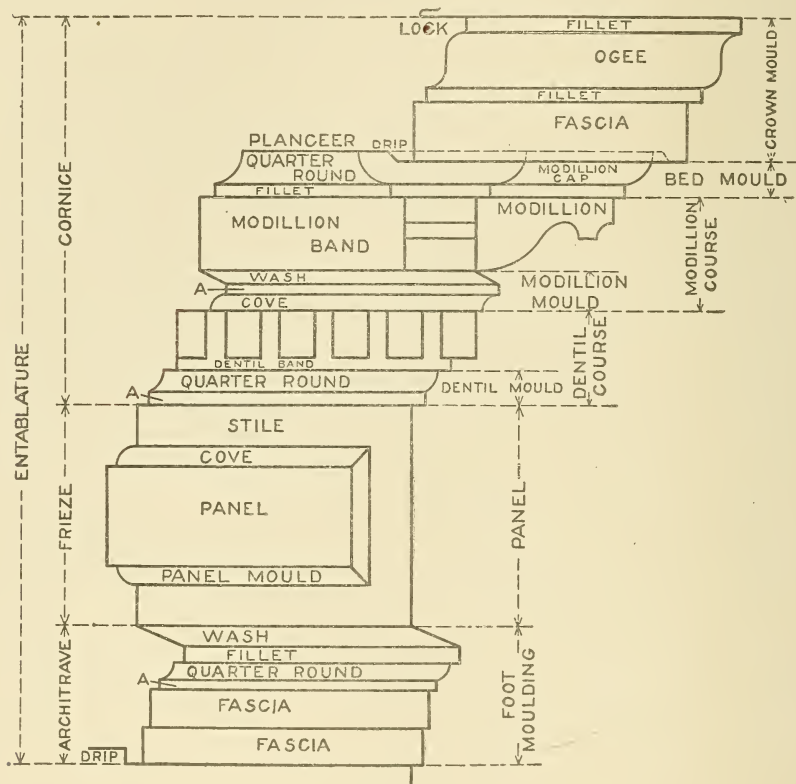 LOCK
FILLET
OGEE
FILLET
FASCIA
CROWN MOULD
PLANCEER
DRIP
QUARTER
ROUND
MODILLION
CAP
BED MOULD
FILLET
MODILLION
BAND
MODILLION
MODILLION
COURSE
CORNICE
WASH
A
COVE
MODILLION
MOULD
DENTIL BAND
DENTIL
COURSE
QUARTER ROUND
DENTIL MOULD
A
ENTABLATURE
STILE
COVE
PANEL
PANEL MOULD
FRIEZE
PANEL
WASH
FILLET
QUARTER ROUND
A
FASCIA
FASCIA
ARCHITRAVE
FOOT
MOULDING
DRIP